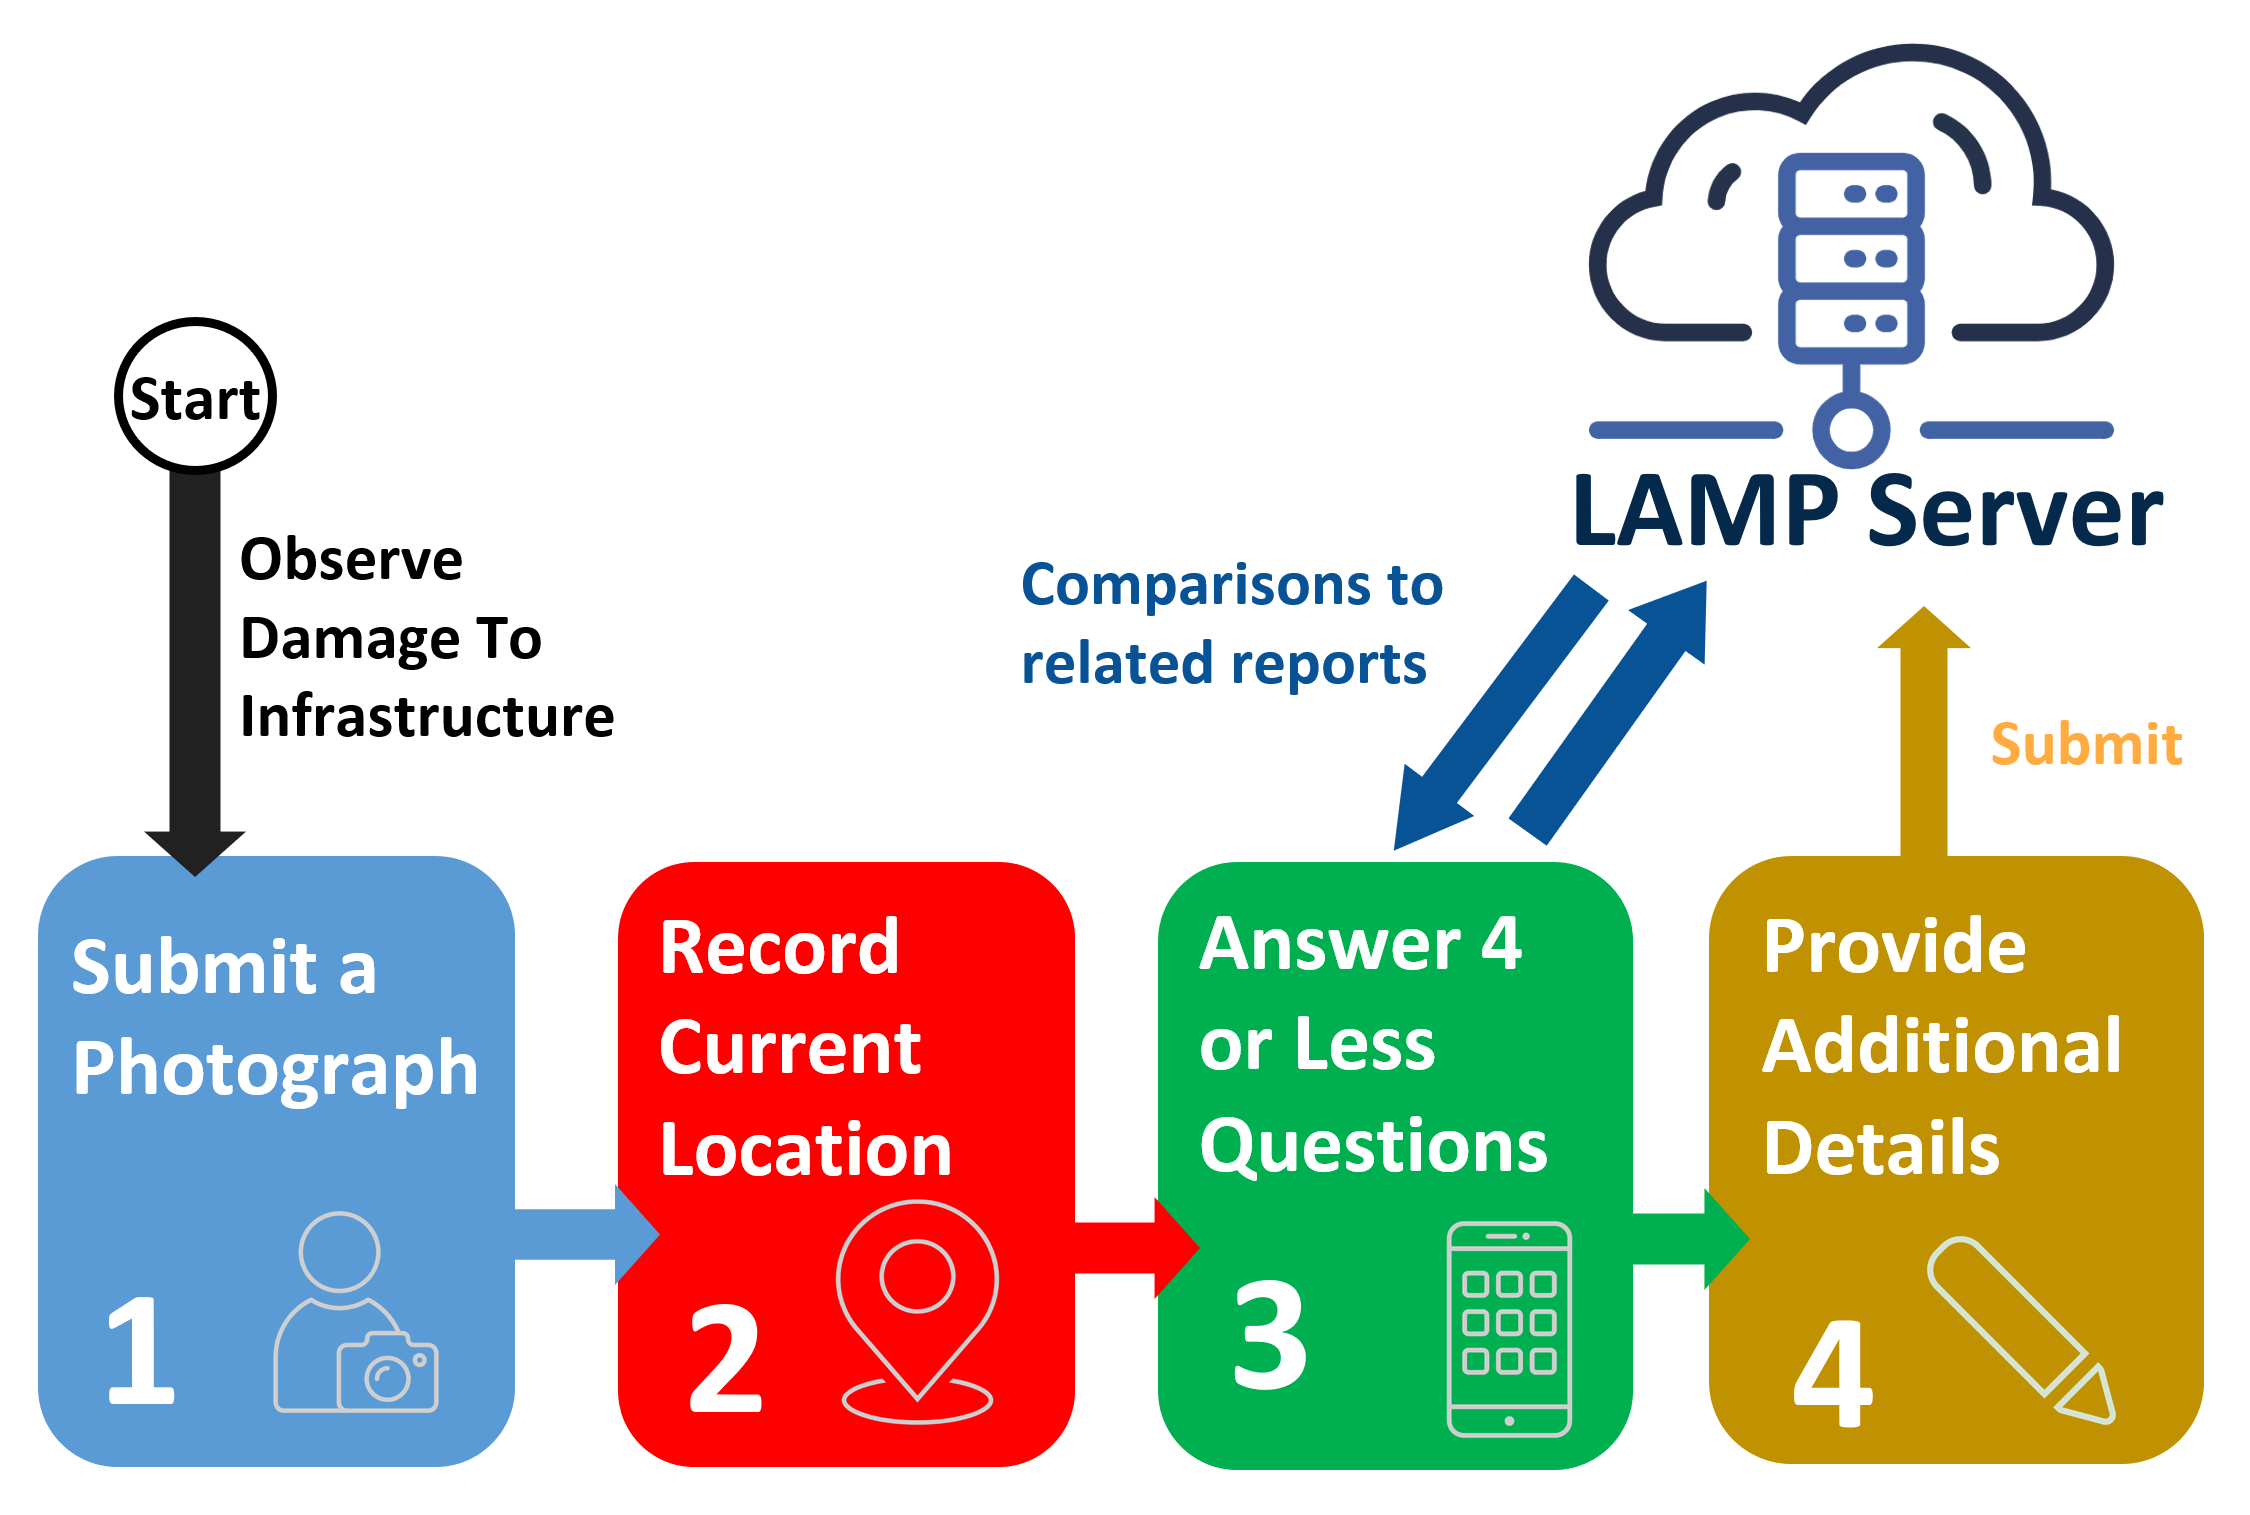 Start
Observe
Damage To
Infrastructure
LAMP Server
Comparisons to
related reports
Submit
Submit a
Photograph
1
Record
Current
Location
2
Answer 4
or Less
Questions
3
Provide
Additional
Details
4